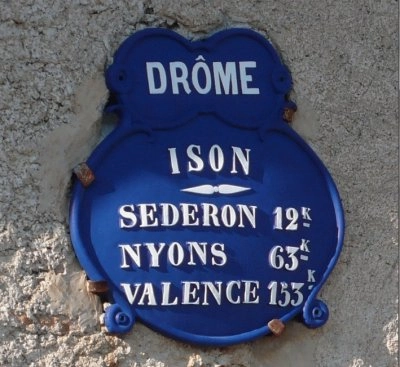 DRÔME
ISON
SEDERON 12K
NYONS 63K
VALENCE 153K